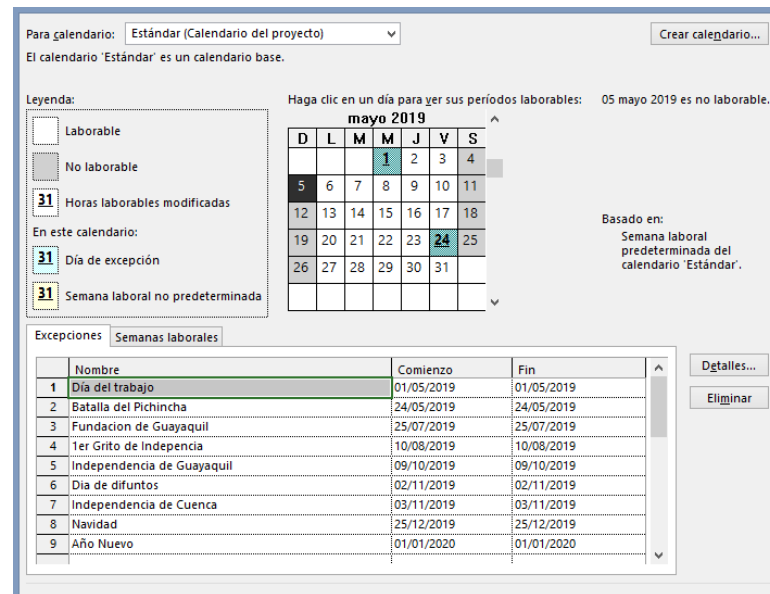 Para calendario: Estándar (Calendario del proyecto)
Crear calendario...
El calendario 'Estándar' es un calendario base.
Leyenda:
Laborable
No laborable
31 Horas laborables modificadas
En este calendario:
31 Día de excepción
31 Semana laboral no predeterminada
Haga clic en un día para ver sus períodos laborables:
mayo 2019
D L M M J V S
1 2 3 4
5 6 7 8 9 10 11
12 13 14 15 16 17 18
19 20 21 22 23 24 25
26 27 28 29 30 31
05 mayo 2019 es no laborable.
Basado en:
Semana laboral
predeterminada del
calendario 'Estándar'.
Excepciones Semanas laborales
Nombre Comienzo Fin
1 Día del trabajo 01/05/2019 01/05/2019
2 Batalla del Pichincha 24/05/2019 24/05/2019
3 Fundacion de Guayaquil 25/07/2019 25/07/2019
4 1er Grito de Indepencia 10/08/2019 10/08/2019
5 Independencia de Guayaquil 09/10/2019 09/10/2019
6 Dia de difuntos 02/11/2019 02/11/2019
7 Independencia de Cuenca 03/11/2019 03/11/2019
8 Navidad 25/12/2019 25/12/2019
9 Año Nuevo 01/01/2020 01/01/2020
Detalles...
Eliminar